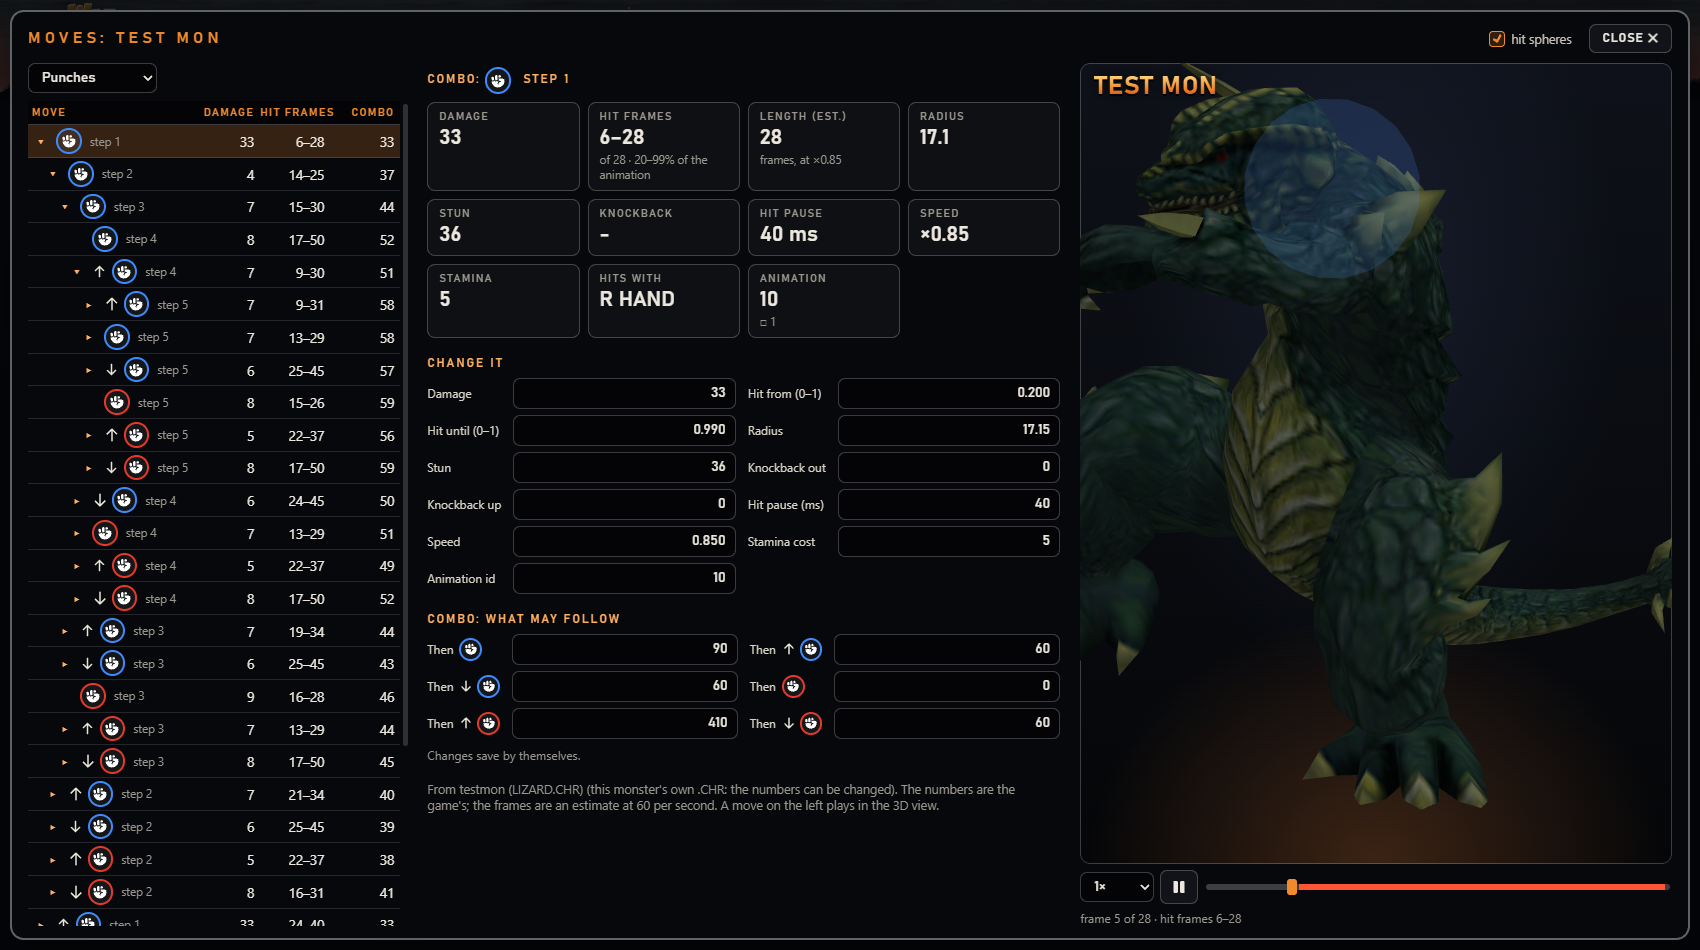 MOVES: TEST MON
hit spheres
CLOSE ✕
Punches
MOVE DAMAGE HIT FRAMES COMBO
step 1 33 6–28 33
step 2 4 14–25 37
step 3 7 15–30 44
step 4 8 17–50 52
↑ step 4 7 9–30 51
↑ step 5 7 9–31 58
step 5 7 13–29 58
↓ step 5 6 25–45 57
step 5 8 15–26 59
↑ step 5 5 22–37 56
↓ step 5 8 17–50 59
↓ step 4 6 24–45 50
step 4 7 13–29 51
↑ step 4 5 22–37 49
↓ step 4 8 17–50 52
↑ step 3 7 19–34 44
↓ step 3 6 25–45 43
step 3 9 16–28 46
↑ step 3 7 13–29 44
↓ step 3 8 17–50 45
↑ step 2 7 21–34 40
↓ step 2 6 25–45 39
↑ step 2 5 22–37 38
↓ step 2 8 16–31 41
↑ step 1 33 24–40 33
COMBO: STEP 1
DAMAGE
33
HIT FRAMES
6–28
of 28 · 20–99% of the
animation
LENGTH (EST.)
28
frames, at ×0.85
RADIUS
17.1
STUN
36
KNOCKBACK
–
HIT PAUSE
40 ms
SPEED
×0.85
STAMINA
5
HITS WITH
R HAND
ANIMATION
10
□ 1
CHANGE IT
Damage 33
Hit from (0–1) 0.200
Hit until (0–1) 0.990
Radius 17.15
Stun 36
Knockback out 0
Knockback up 0
Hit pause (ms) 40
Speed 0.850
Stamina cost 5
Animation id 10
COMBO: WHAT MAY FOLLOW
Then 90
Then ↑ 60
Then ↓ 60
Then 0
Then ↑ 410
Then ↓ 60
Changes save by themselves.
From testmon (LIZARD.CHR) (this monster's own .CHR: the numbers can be changed). The numbers are the
game's; the frames are an estimate at 60 per second. A move on the left plays in the 3D view.
TEST MON
1×
frame 5 of 28 · hit frames 6–28